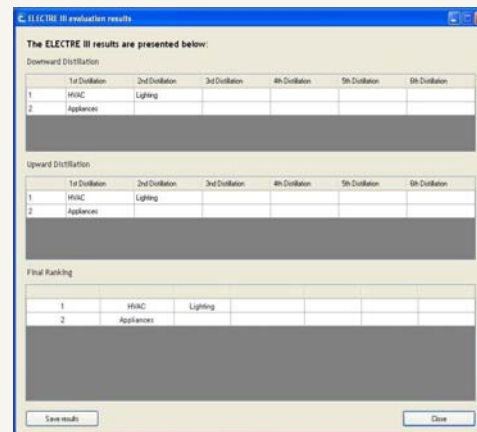 ELECTRE III evaluation results
The ELECTRE III results are presented below:
Downward Distillation
1st Distillation 2nd Distillation 3rd Distillation 4th Distillation 5th Distillation 6th Distillation
1 HVAC Lighting
2 Appliances
Upward Distillation
1st Distillation 2nd Distillation 3rd Distillation 4th Distillation 5th Distillation 6th Distillation
1 HVAC Lighting
2 Appliances
Final Ranking
1 HVAC Lighting
2 Appliances
Save results Close